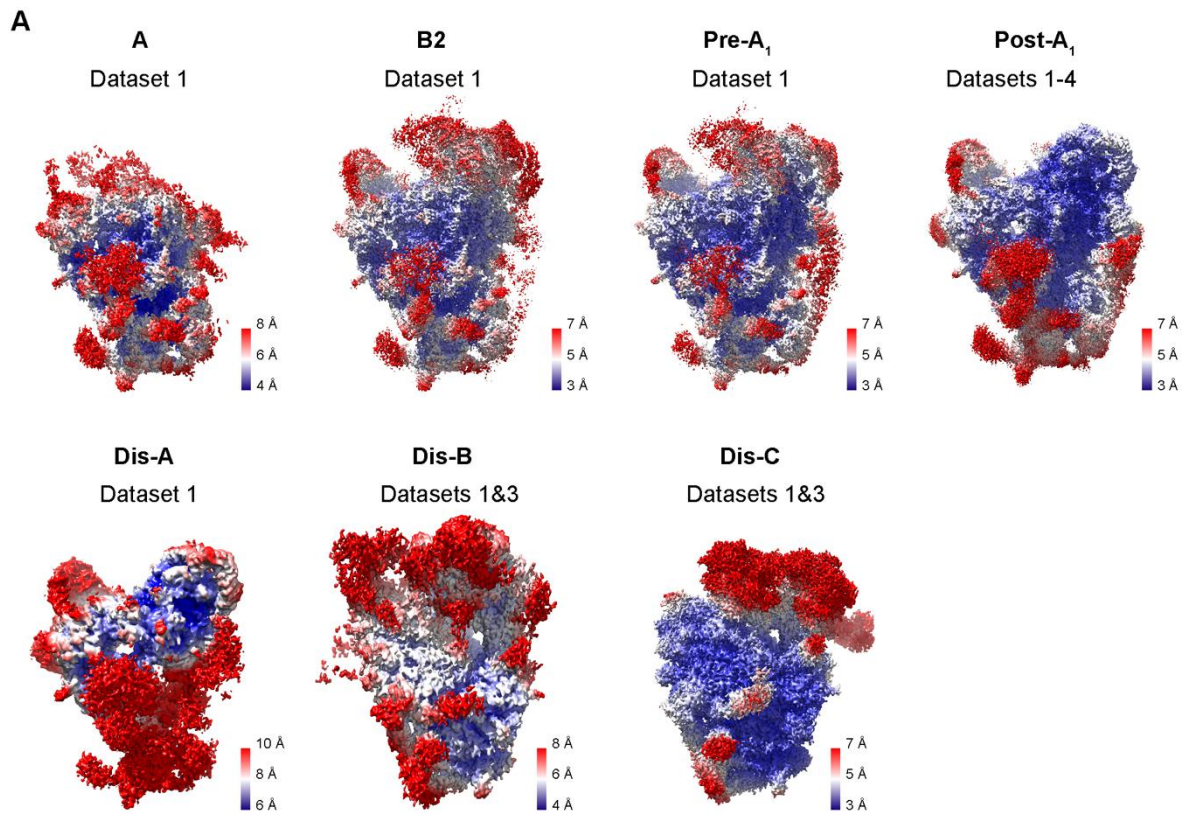 A
A
B2
Pre-A₁
Post-A₁
Dataset 1
Dataset 1
Dataset 1
Datasets 1-4
8 Å
6 Å
4 Å
7 Å
5 Å
3 Å
7 Å
5 Å
3 Å
7 Å
5 Å
3 Å
Dis-A
Dis-B
Dis-C
Dataset 1
Datasets 1&3
Datasets 1&3
10 Å
8 Å
6 Å
8 Å
6 Å
4 Å
7 Å
5 Å
3 Å